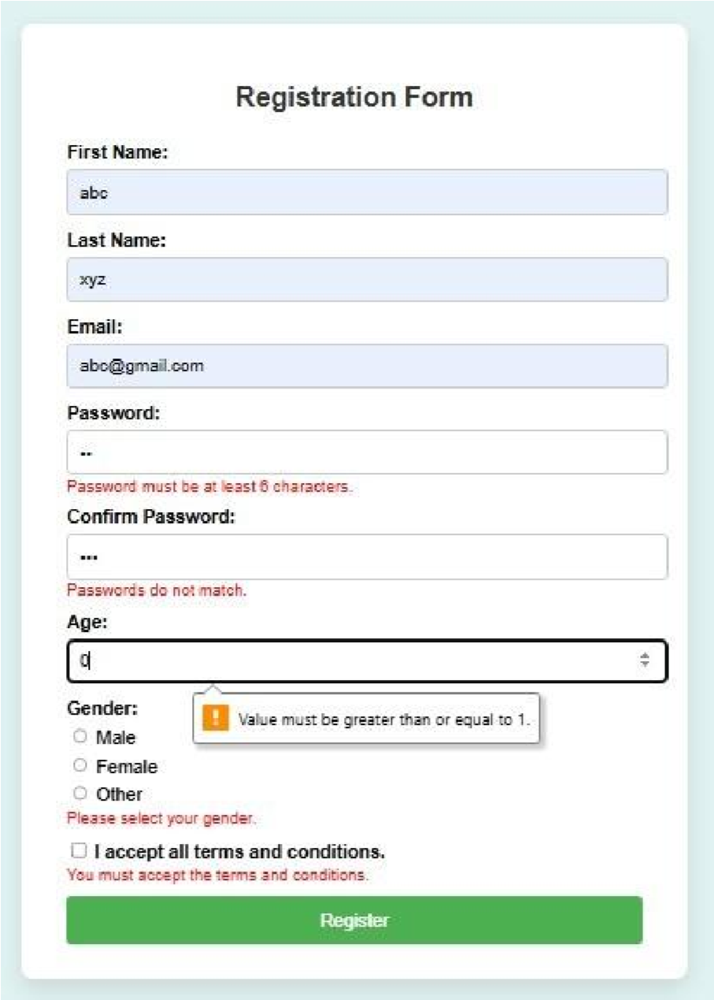 Registration Form
First Name:
abc
Last Name:
xyz
Email:
abc@gmail.com
Password:
••
Password must be at least 6 characters.
Confirm Password:
•••
Passwords do not match.
Age:
0
Gender:
! Value must be greater than or equal to 1.
Male
Female
Other
Please select your gender.
I accept all terms and conditions.
You must accept the terms and conditions.
Register